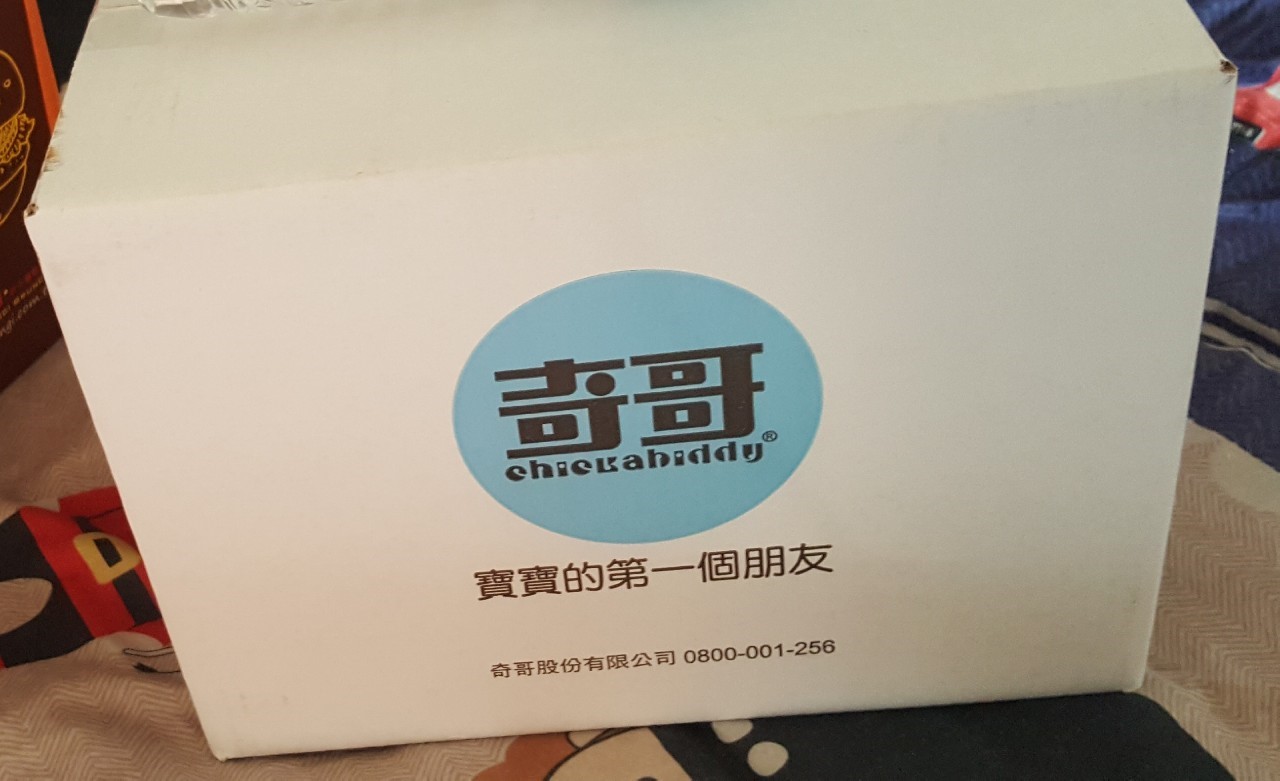 奇哥
chickabiddy®
寶寶的第一個朋友
奇哥股份有限公司 0800-001-256